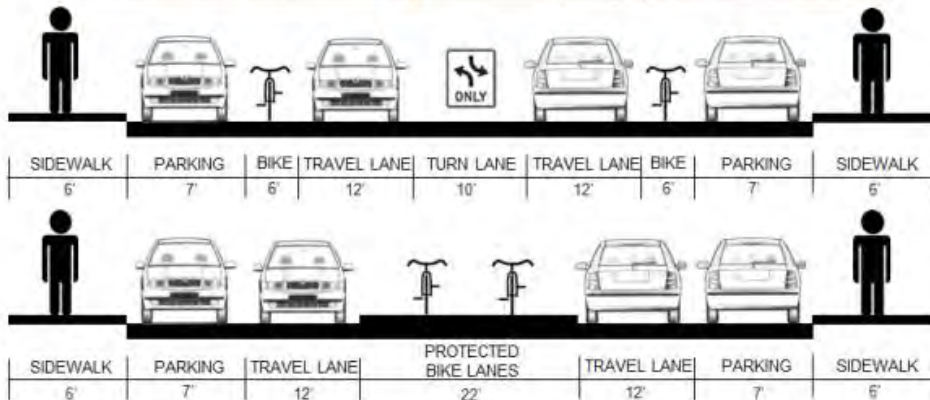 ONLY
SIDEWALK PARKING BIKE TRAVEL LANE TURN LANE TRAVEL LANE BIKE PARKING SIDEWALK
6' 7' 6' 12' 10' 12' 6' 7' 6'
PROTECTED
SIDEWALK PARKING TRAVEL LANE BIKE LANES TRAVEL LANE PARKING SIDEWALK
6' 7' 12' 22' 12' 7' 6'